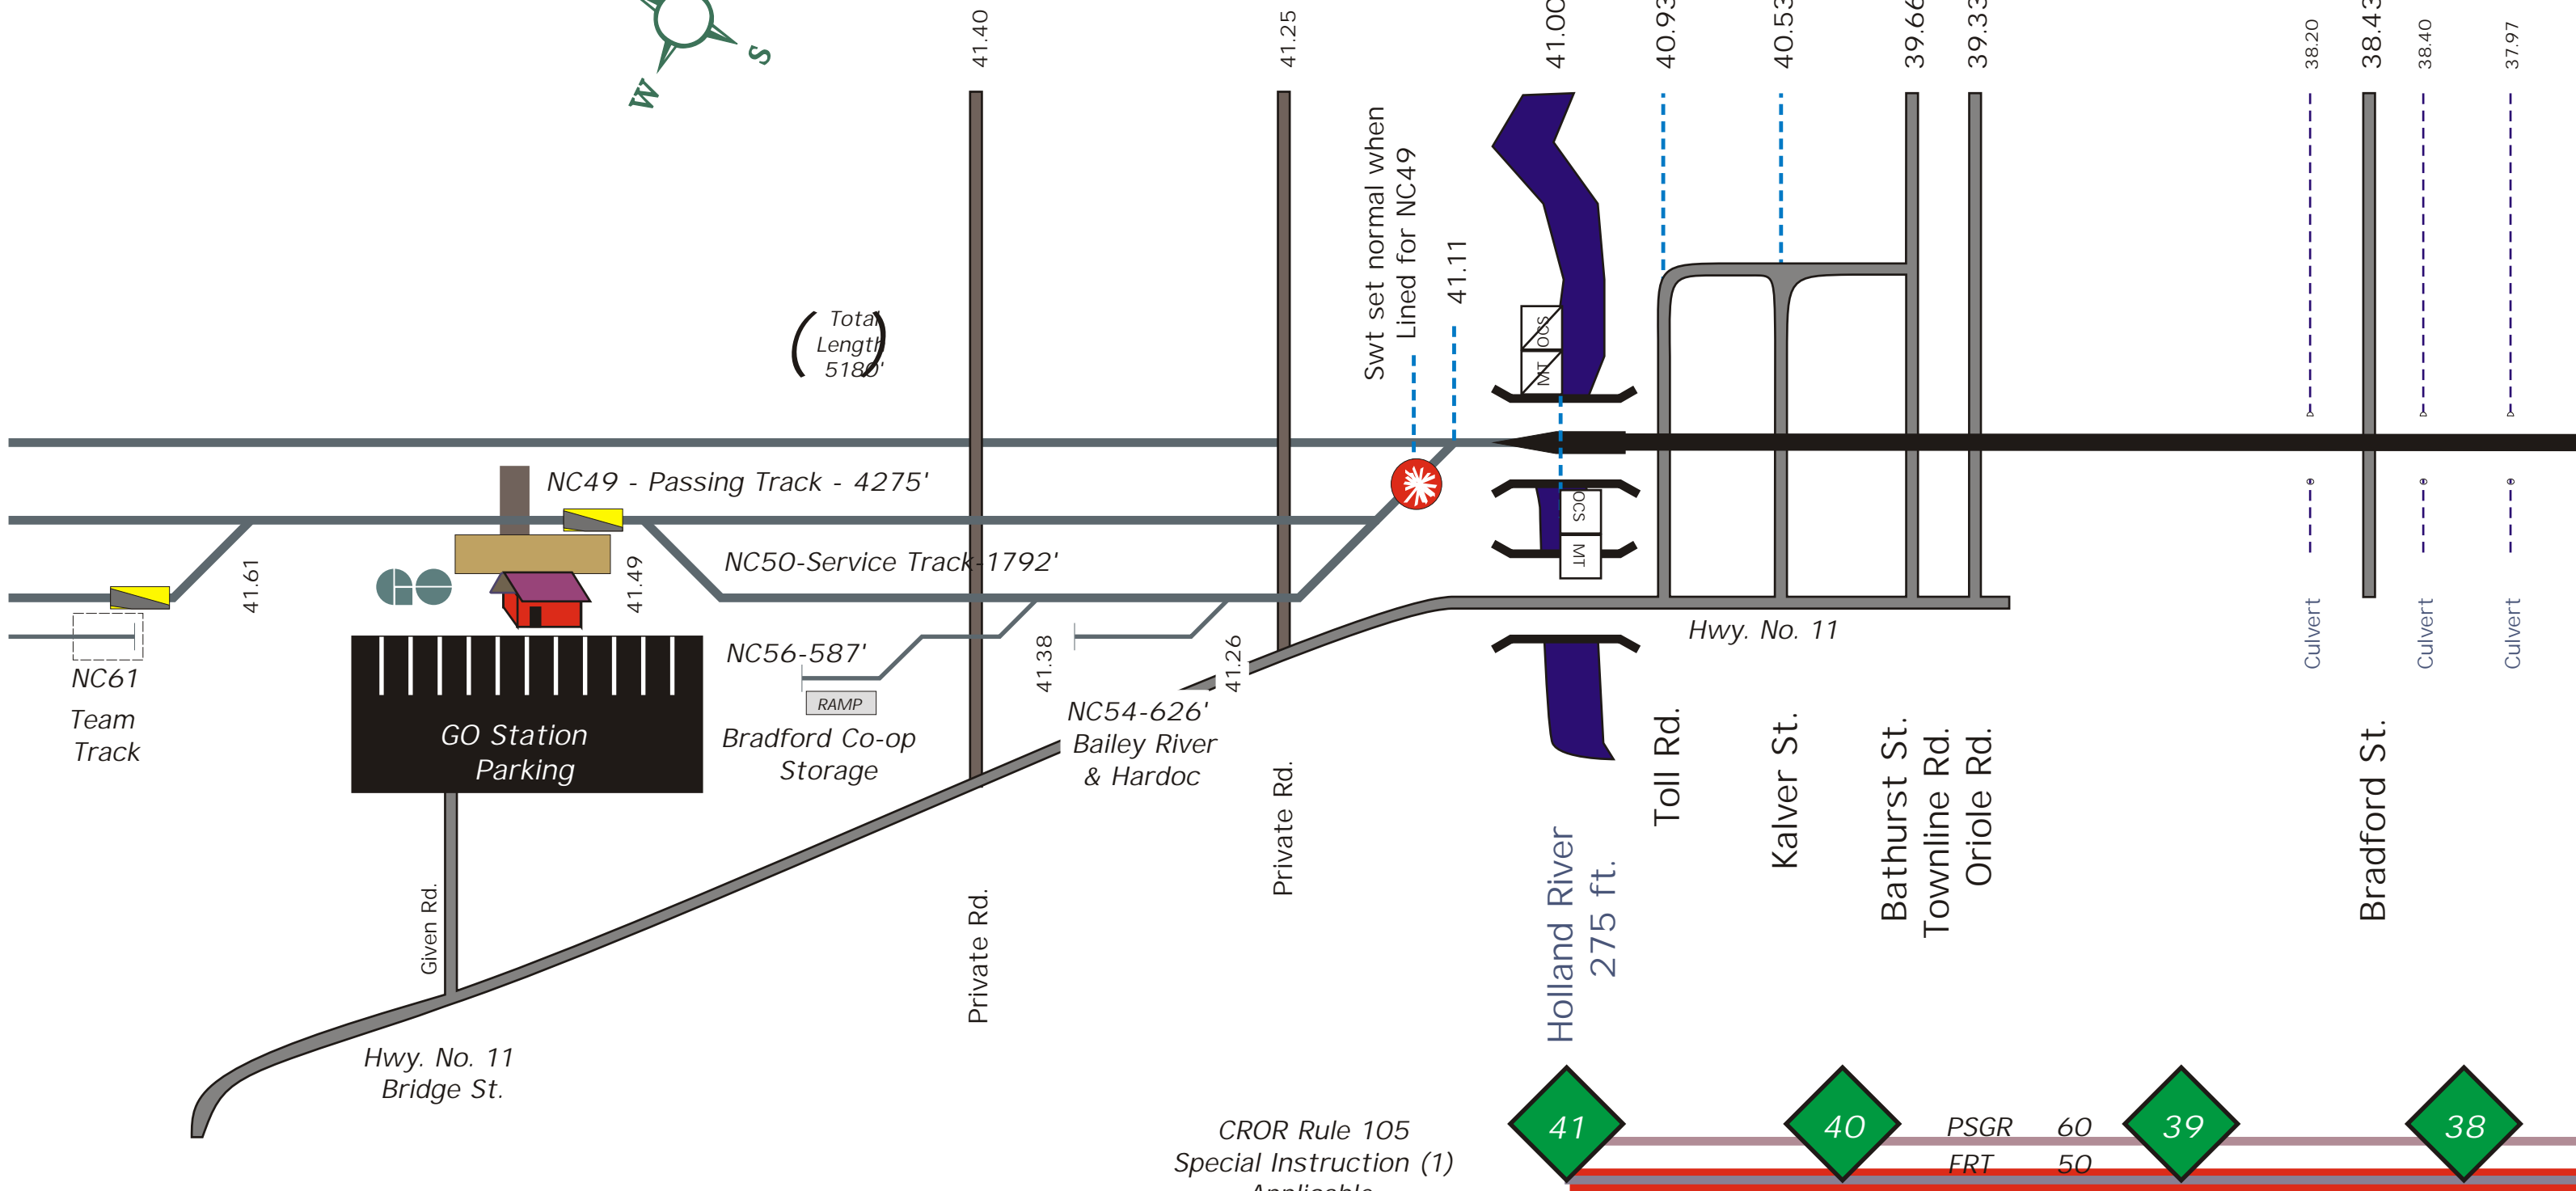 S
W
41.40
41.25
41.00
40.93
40.53
39.66
39.33
38.20
38.43
38.40
37.97
Swt set normal when
Lined for NC49
41.11
Total
Length
5180'
OCS
MT
OCS
MT
NC49 - Passing Track - 4275'
NC50-Service Track-1792'
41.61
41.49
NC56-587'
RAMP
Bradford Co-op
Storage
41.38
41.26
NC54-626'
Bailey River
& Hardoc
NC61
Team
Track
GO Station
Parking
Given Rd.
Private Rd.
Private Rd.
Hwy. No. 11
Bridge St.
Hwy. No. 11
Holland River
275 ft.
Toll Rd.
Kalver St.
Bathurst St.
Townline Rd.
Oriole Rd.
Culvert
Bradford St.
Culvert
Culvert
CROR Rule 105
Special Instruction (1)
Applicable
41
40
PSGR 60
FRT 50
39
38